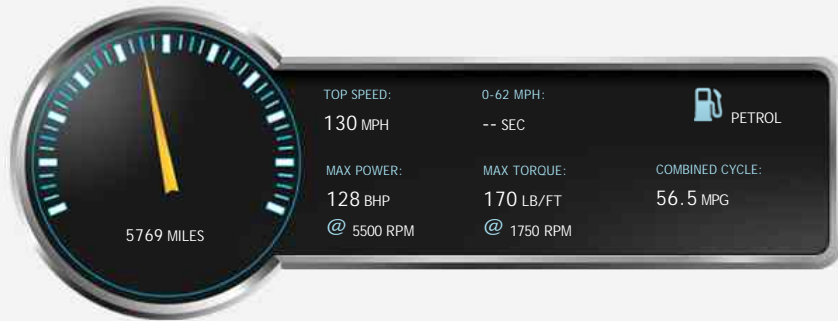 TOP SPEED:
130 MPH
0-62 MPH:
-- SEC
PETROL
MAX POWER:
128 BHP
@ 5500 RPM
MAX TORQUE:
170 LB/FT
@ 1750 RPM
COMBINED CYCLE:
56.5 MPG
5769 MILES